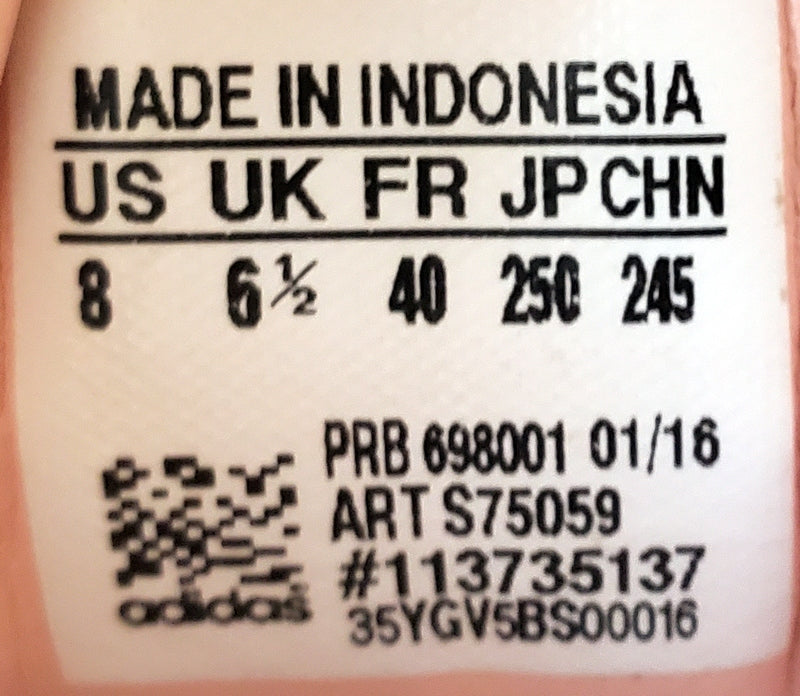 MADE IN INDONESIA
US UK FR JP CHN
8 6½ 40 250 245
PRB 698001 01/16
ART S75059
#113735137
adidas 35YGV5BS00016